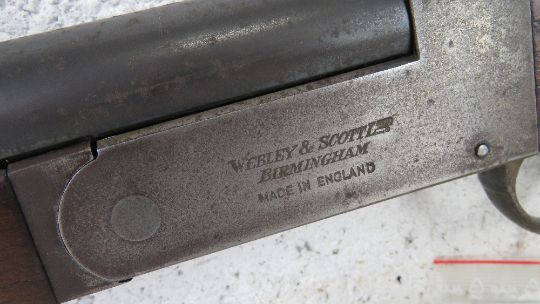 WEBLEY & SCOTT LTD
BIRMINGHAM
MADE IN ENGLAND